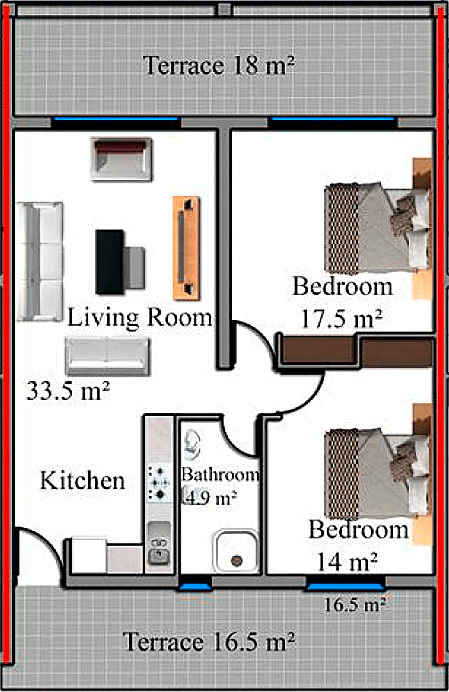 Terrace 18 m²
Bedroom
17.5 m²
Living Room
33.5 m²
Kitchen
Bathroom
4.9 m²
Bedroom
14 m²
16.5 m²
Terrace 16.5 m²